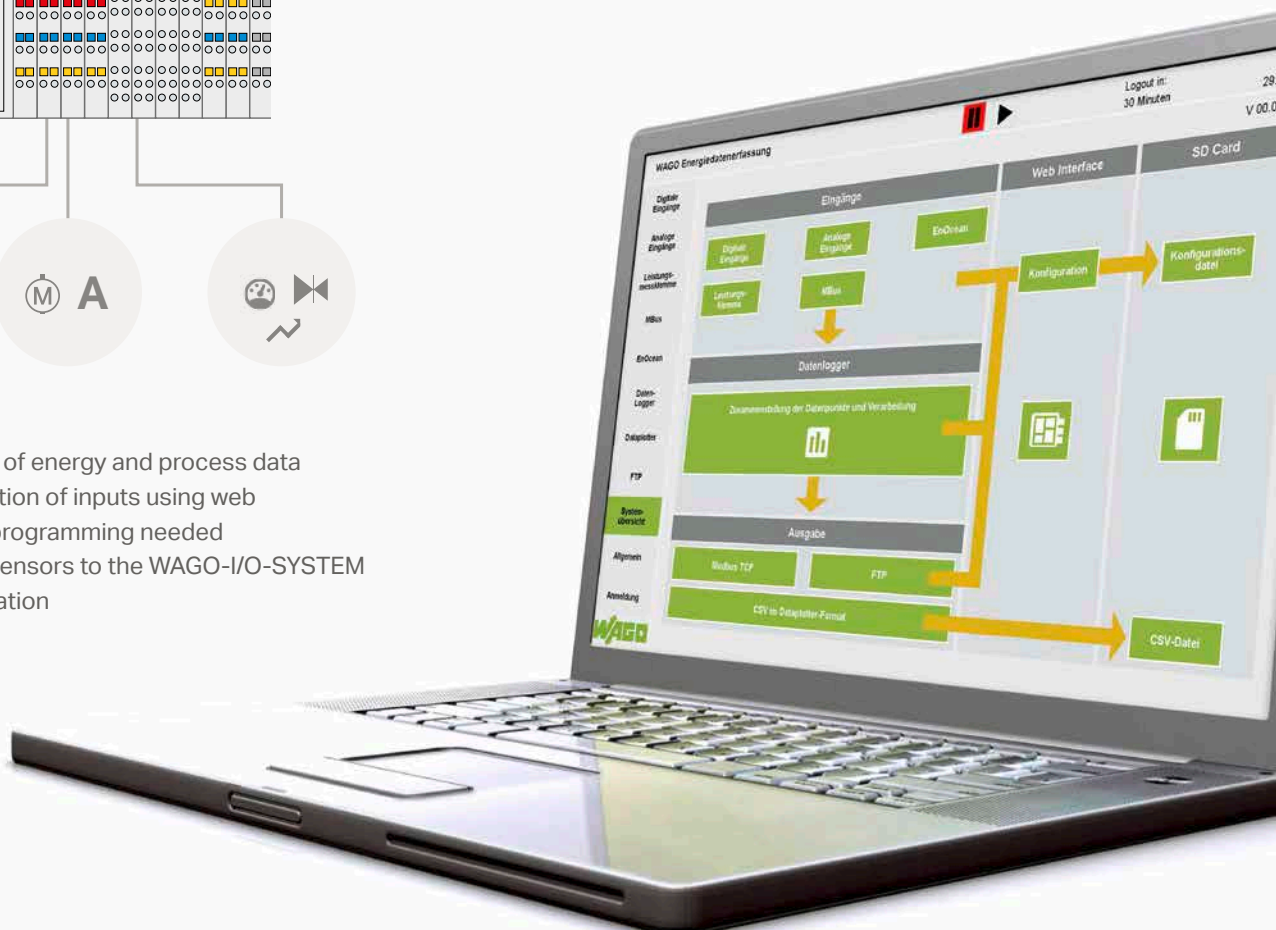 M A
of energy and process data
tion of inputs using web
programming needed
sensors to the WAGO-I/O-SYSTEM
ation
WAGO Energiedatenerfassung
Logout in:
30 Minuten
29.
V 00.0
Digitale
Eingänge
Analoge
Eingänge
Leistungs-
messklemme
MBus
EnOcean
Daten-
Logger
Dataplotter
FTP
System-
übersicht
Allgemein
Anmeldung
WAGO
Eingänge
Digitale
Eingänge
Analoge
Eingänge
EnOcean
Leistungs-
klemme
MBus
Datenlogger
Zusammenstellung der Datenpunkte und Verarbeitung
Ausgabe
Modbus TCP
FTP
CSV im Dataplotter-Format
Web Interface
Konfiguration
SD Card
Konfigurations-
datei
CSV-Datei